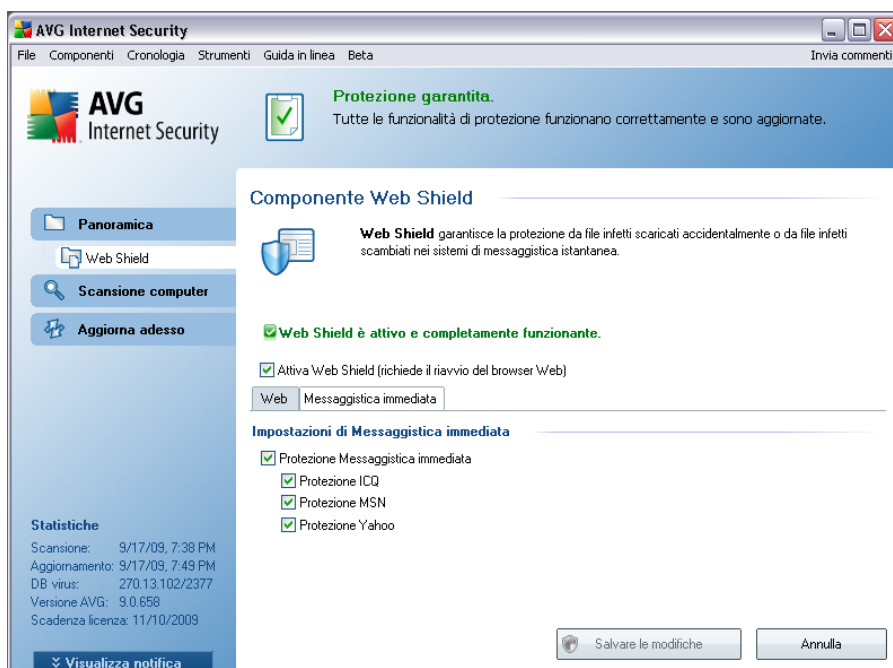 AVG Internet Security
File Componenti Cronologia Strumenti Guida in linea Beta Invia commenti
AVG
Internet Security
Protezione garantita.
Tutte le funzionalità di protezione funzionano correttamente e sono aggiornate.
Panoramica
Web Shield
Scansione computer
Aggiorna adesso
Componente Web Shield
Web Shield garantisce la protezione da file infetti scaricati accidentalmente o da file infetti
scambiati nei sistemi di messaggistica istantanea.
Web Shield è attivo e completamente funzionante.
Attiva Web Shield (richiede il riavvio del browser Web)
Web Messaggistica immediata
Impostazioni di Messaggistica immediata
Protezione Messaggistica immediata
Protezione ICQ
Protezione MSN
Protezione Yahoo
Statistiche
Scansione: 9/17/09, 7:38 PM
Aggiornamento: 9/17/09, 7:49 PM
DB virus: 270.13.102/2377
Versione AVG: 9.0.658
Scadenza licenza: 11/10/2009
Visualizza notifica
Salvare le modifiche
Annulla